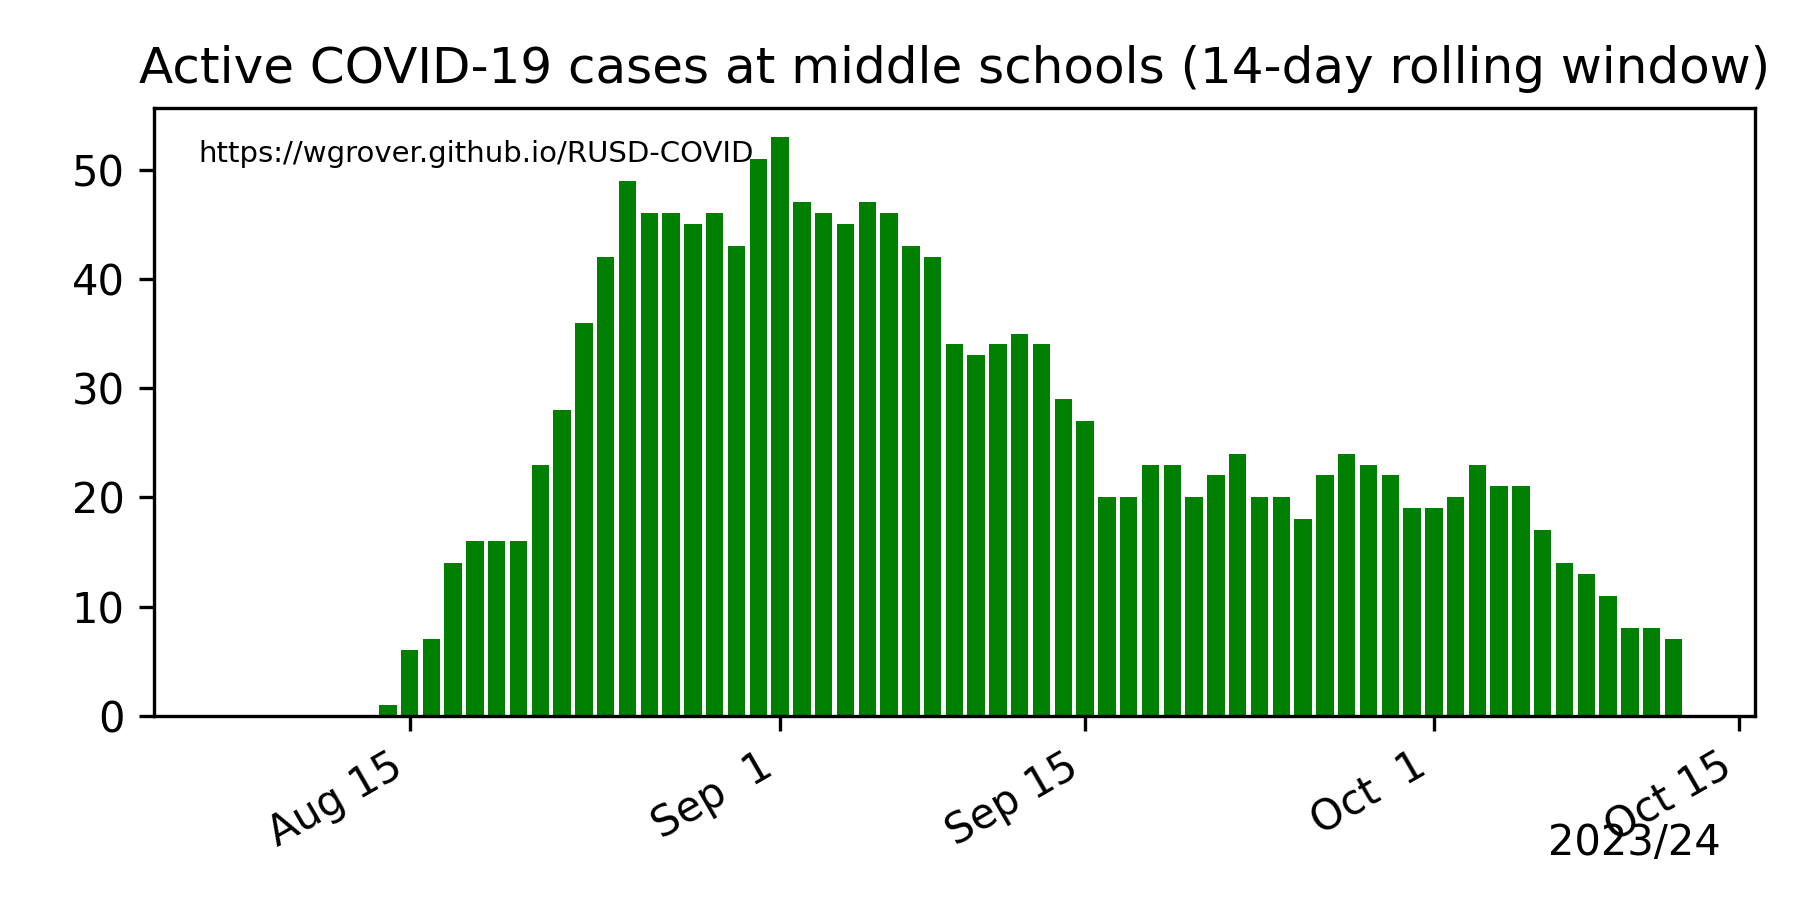 Active COVID-19 cases at middle schools (14-day rolling window)
https://wgrover.github.io/RUSD-COVID
50
40
30
20
10
0
Aug 15
Sep 1
Sep 15
Oct 1
Oct 15
2023/24